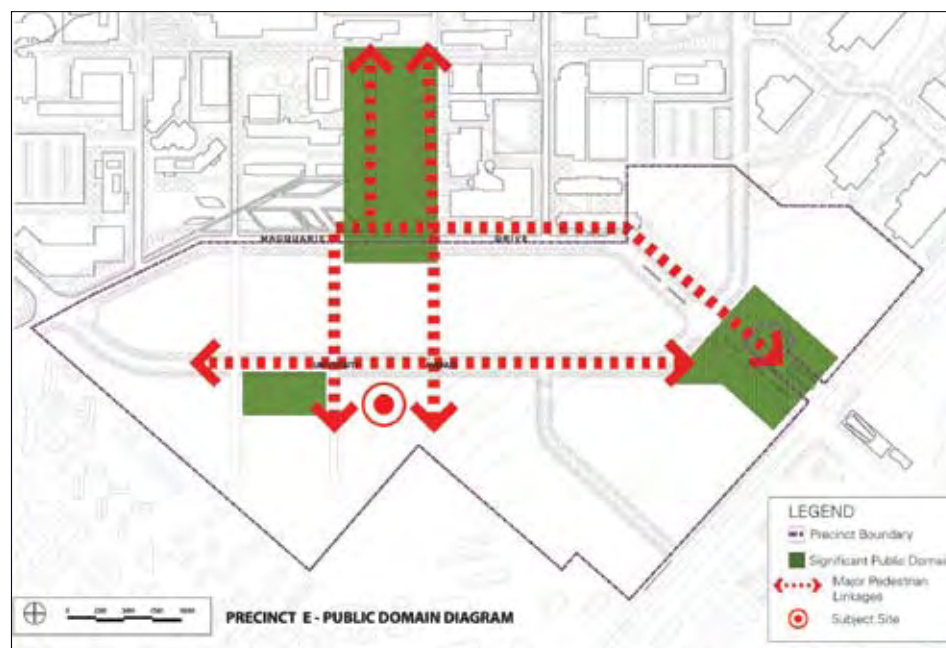 MACQUARIE DRIVE
LEGEND
Precinct Boundary
Significant Public Domain
Major Pedestrian
Linkages
Subject Site
PRECINCT E - PUBLIC DOMAIN DIAGRAM